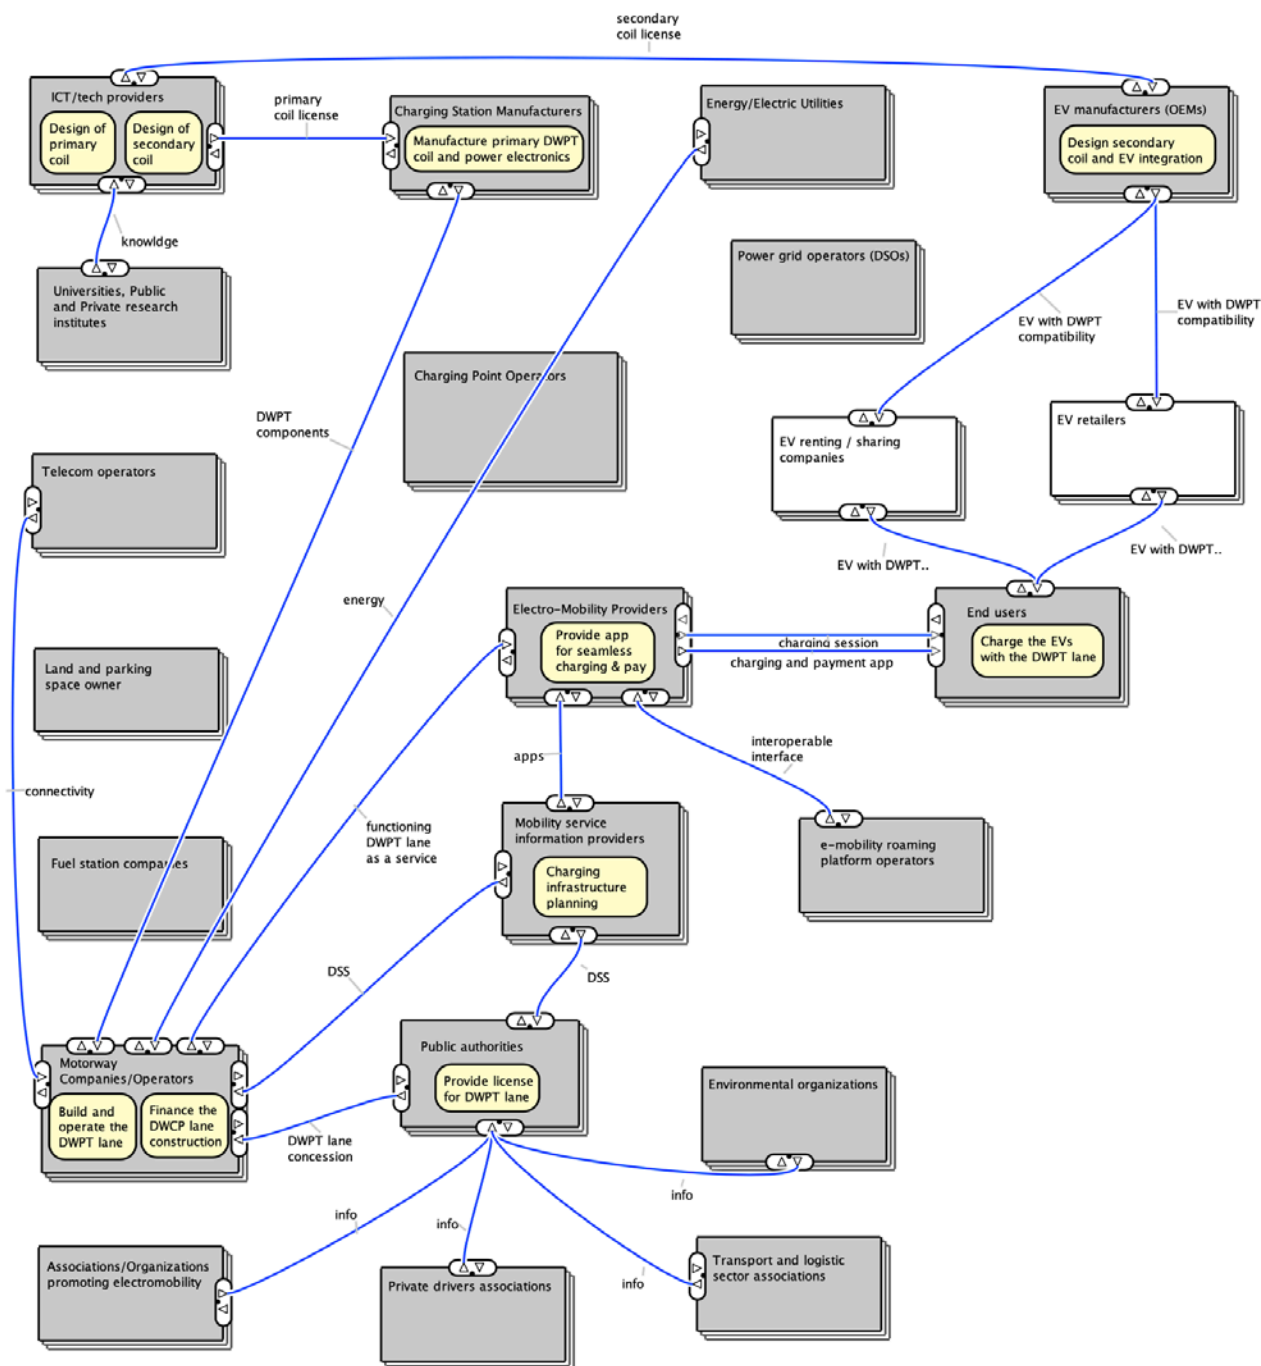 secondary
coil license
ICT/tech providers
Design of
primary
coil
Design of
secondary
coil
primary
coil license
Charging Station Manufacturers
Manufacture primary DWPT
coil and power electronics
Energy/Electric Utilities
EV manufacturers (OEMs)
Design secondary
coil and EV integration
knowldge
Universities, Public
and Private research
institutes
Power grid operators (DSOs)
EV with DWPT
compatibility
EV with DWPT
compatibility
Charging Point Operators
DWPT
components
EV renting / sharing
companies
EV retailers
Telecom operators
EV with DWPT..
EV with DWPT..
energy
Electro-Mobility Providers
Provide app
for seamless
charging & pay
charging session
charging and payment app
End users
Charge the EVs
with the DWPT lane
Land and parking
space owner
apps
interoperable
interface
connectivity
functioning
DWPT lane
as a service
Mobility service
information providers
Charging
infrastructure
planning
e-mobility roaming
platform operators
Fuel station companies
DSS
DSS
Motorway
Companies/Operators
Build and
operate the
DWPT lane
Finance the
DWCP lane
construction
Public authorities
Provide license
for DWPT lane
DWPT lane
concession
Environmental organizations
info
info
info
info
Associations/Organizations
promoting electromobility
Private drivers associations
Transport and logistic
sector associations